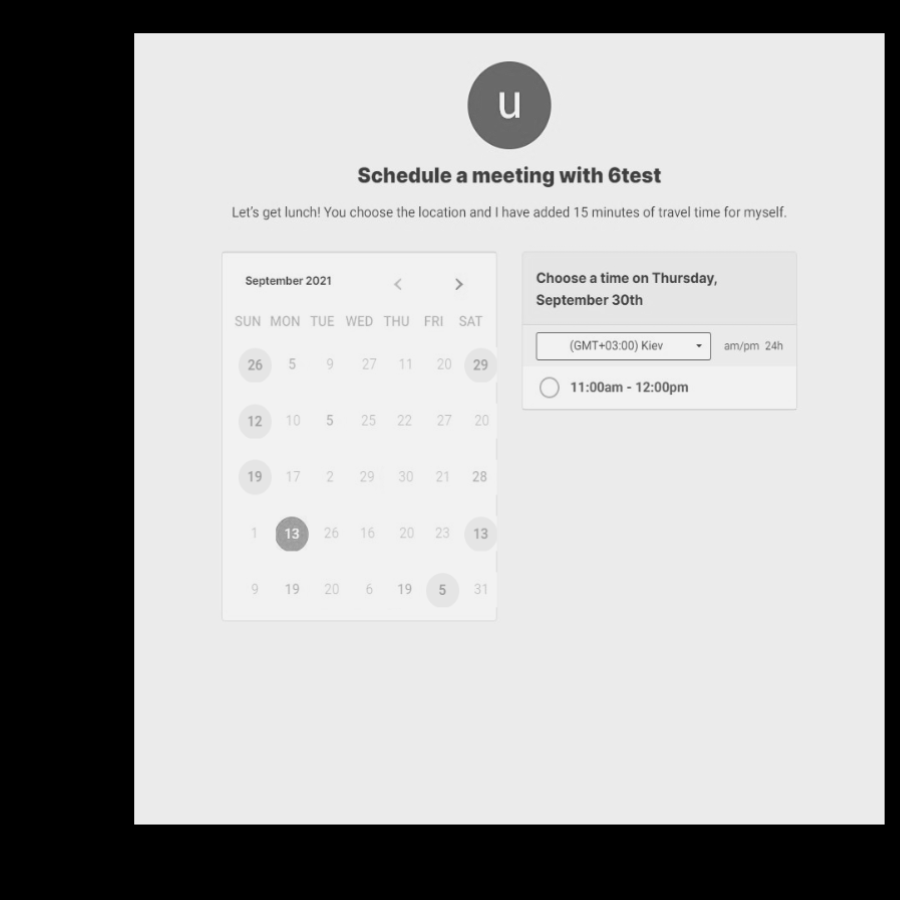 u
Schedule a meeting with 6test
Let's get lunch! You choose the location and I have added 15 minutes of travel time for myself.
September 2021
SUN MON TUE WED THU FRI SAT
26 5 9 27 11 20 29
12 10 5 25 22 27 20
19 17 2 29 30 21 28
1 13 26 16 20 23 13
9 19 20 6 19 5 31
Choose a time on Thursday,
September 30th
(GMT+03:00) Kiev am/pm 24h
11:00am - 12:00pm